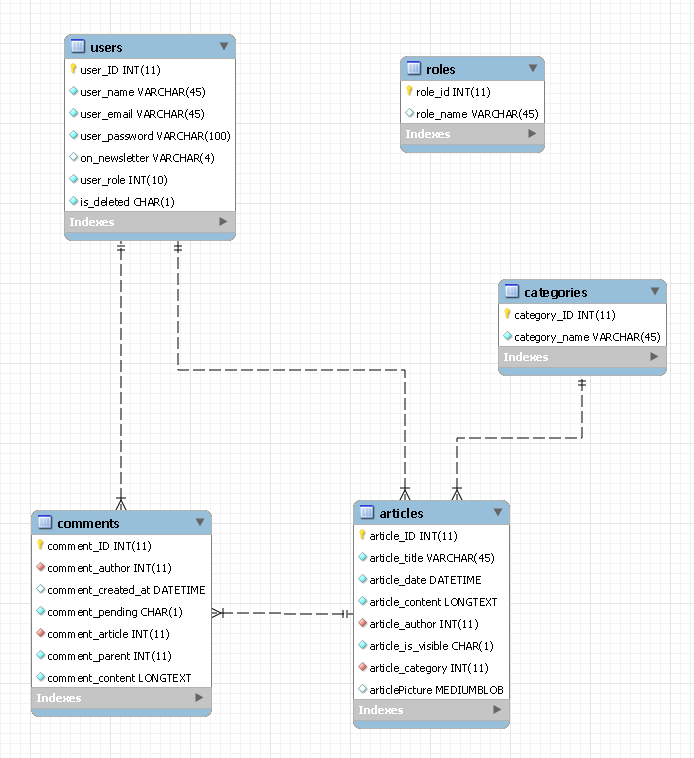 users
user_ID INT(11)
user_name VARCHAR(45)
user_email VARCHAR(45)
user_password VARCHAR(100)
on_newsletter VARCHAR(4)
user_role INT(10)
is_deleted CHAR(1)
Indexes
roles
role_id INT(11)
role_name VARCHAR(45)
Indexes
categories
category_ID INT(11)
category_name VARCHAR(45)
Indexes
comments
comment_ID INT(11)
comment_author INT(11)
comment_created_at DATETIME
comment_pending CHAR(1)
comment_article INT(11)
comment_parent INT(11)
comment_content LONGTEXT
Indexes
articles
article_ID INT(11)
article_title VARCHAR(45)
article_date DATETIME
article_content LONGTEXT
article_author INT(11)
article_is_visible CHAR(1)
article_category INT(11)
articlePicture MEDIUMBLOB
Indexes